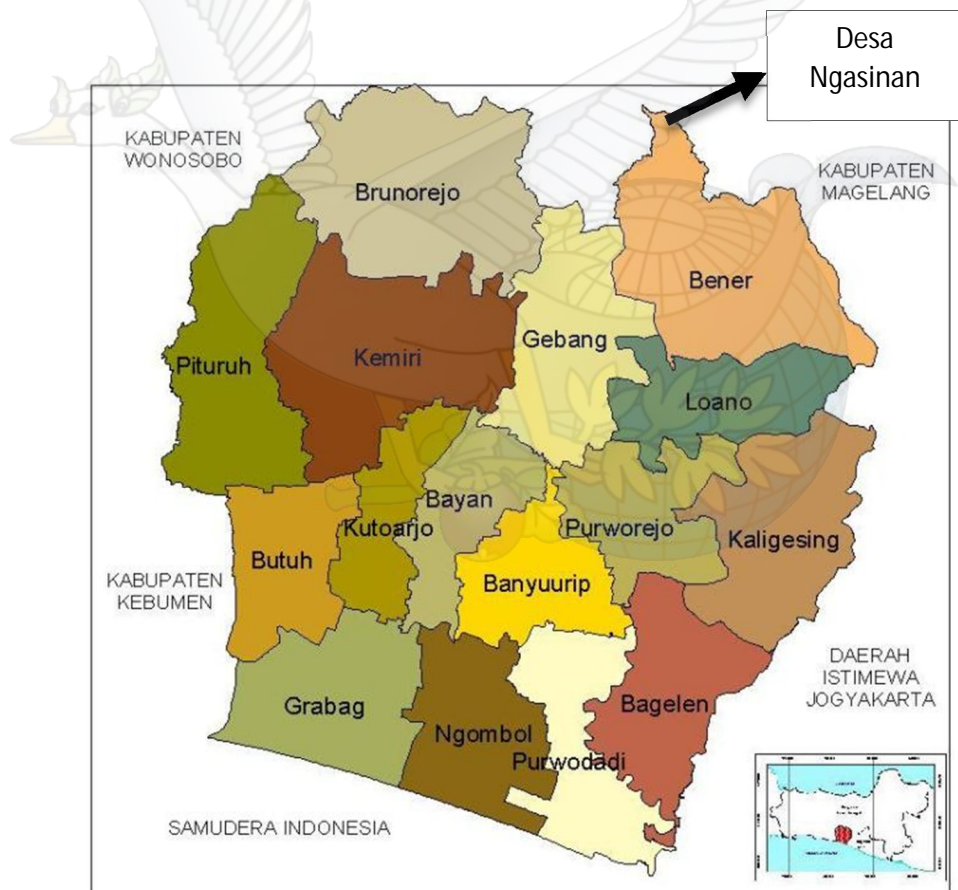 Desa
Ngasinan
KABUPATEN
WONOSOBO
KABUPATEN
MAGELANG
Brunorejo
Bener
Gebang
Pituruh
Kemiri
Loano
Bayan
Kutoarjo
Purworejo
Kaligesing
Butuh
Banyuurip
KABUPATEN
KEBUMEN
DAERAH
ISTIMEWA
JOGYAKARTA
Grabag
Bagelen
Ngombol
Purwodadi
SAMUDERA INDONESIA